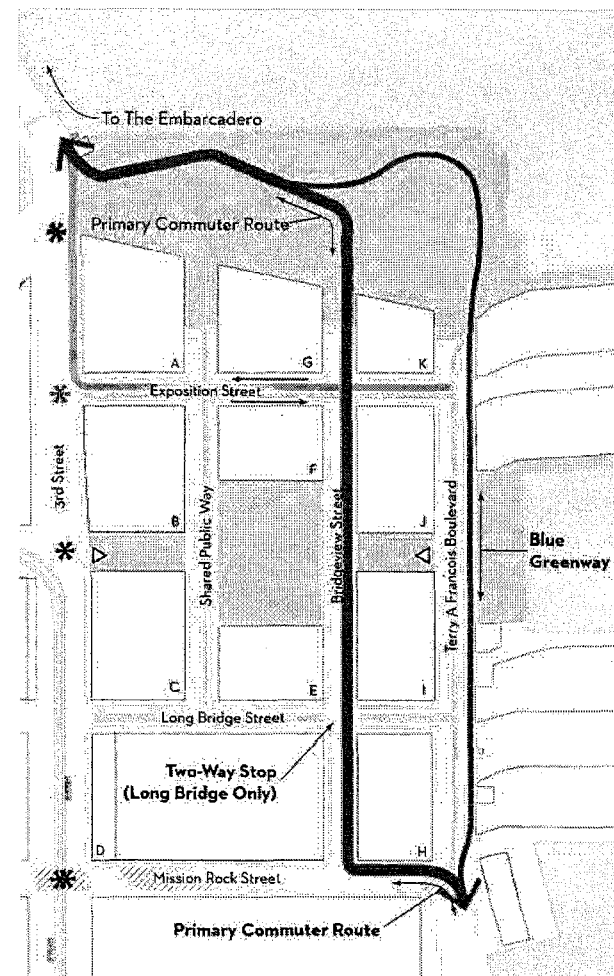 To The Embarcadero
Primary Commuter Route
A
G
K
Exposition Street
3rd Street
F
B
J
Shared Public Way
Bridgeview Street
Terry A Francois Boulevard
Blue
Greenway
C
E
I
Long Bridge Street
Two-Way Stop
(Long Bridge Only)
D
H
Mission Rock Street
Primary Commuter Route